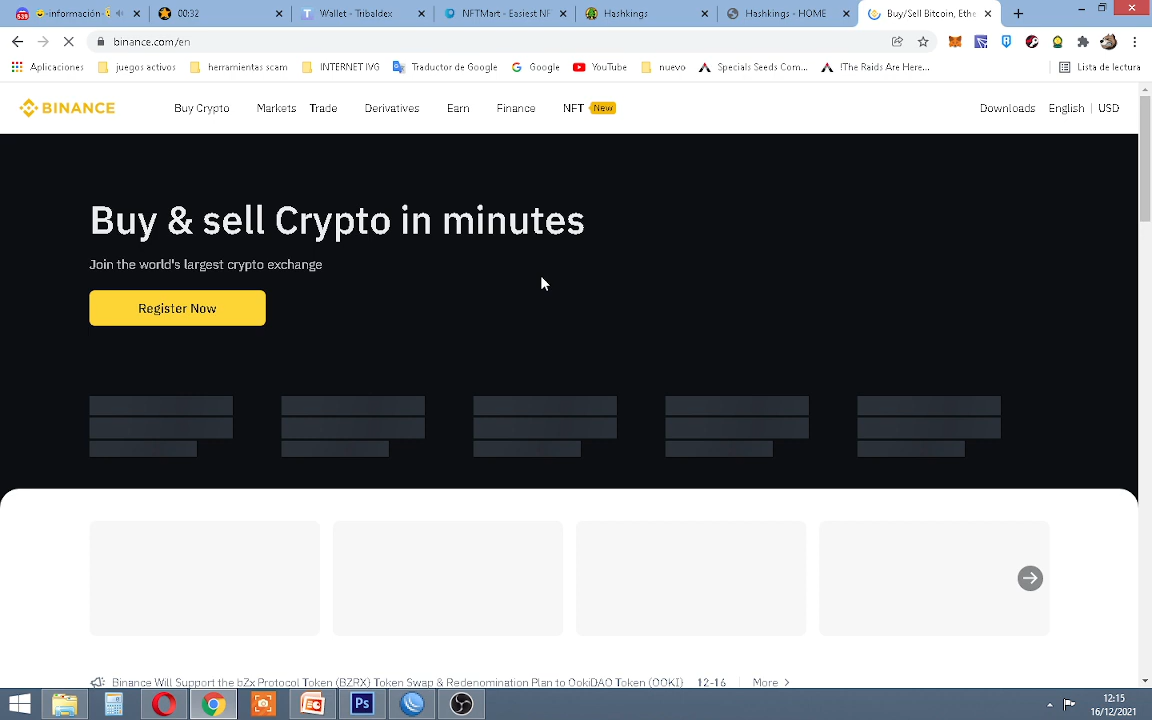 539
-información-
00:32
Wallet - Tribaldex
NFTMart - Easiest NF
Hashkings
Hashkings - HOME
Buy/Sell Bitcoin, Ethe
binance.com/en
Aplicaciones
juegos activos
herramientas scam
INTERNET IVG
Traductor de Google
Google
YouTube
nuevo
Specials Seeds Com...
!The Raids Are Here...
Lista de lectura
BINANCE
Buy Crypto
Markets
Trade
Derivatives
Earn
Finance
NFT New
Downloads
English | USD
Buy & sell Crypto in minutes
Join the world's largest crypto exchange
Register Now
Binance Will Support the bZx Protocol Token (BZRX) Token Swap & Redenomination Plan to OokiDAO Token (OOKI) 12-16 More
Ps
12:15
16/12/2021